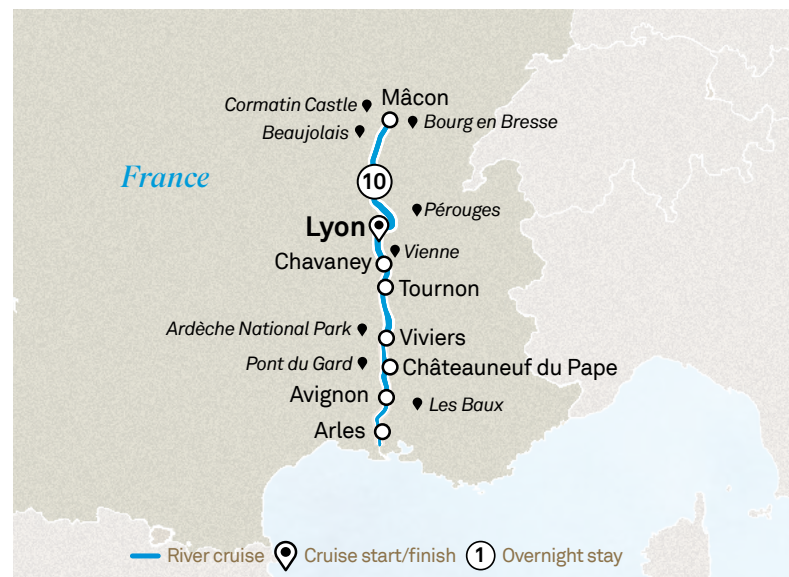 Cormatin Castle
Mâcon
Beaujolais
Bourg en Bresse
France
10
Pérouges
Lyon
Vienne
Chavaney
Tournon
Ardèche National Park
Viviers
Pont du Gard
Châteauneuf du Pape
Avignon
Les Baux
Arles
River cruise Cruise start/finish 1 Overnight stay